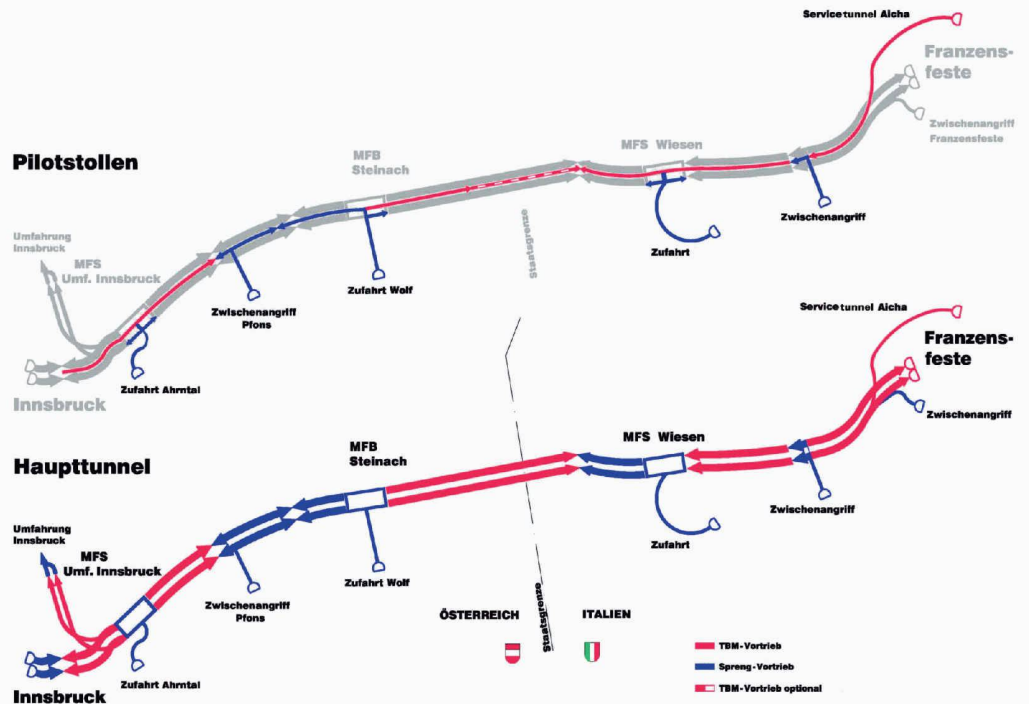 Servicetunnel Aicha
Franzens-
feste
Zwischenangriff
Franzensfeste
MFS Wiesen
MFB
Steinach
Pilotstollen
Zwischenangriff
Staatsgrenze
Zufahrt
Umfahrung
Innsbruck
MFS
Umf. Innsbruck
Zufahrt Wolf
Zwischenangriff
Pfons
Zufahrt Ahrntal
Innsbruck
Servicetunnel Aicha
Franzens-
feste
Zwischenangriff
MFS Wiesen
MFB
Steinach
Haupttunnel
Zwischenangriff
Umfahrung
Innsbruck
MFS
Umf. Innsbruck
Zufahrt
Zufahrt Wolf
Zwischenangriff
Pfons
Staatsgrenze
ÖSTERREICH
ITALIEN
Zufahrt Ahrntal
Innsbruck
TBM-Vortrieb
Spreng-Vortrieb
TBM-Vortrieb optional